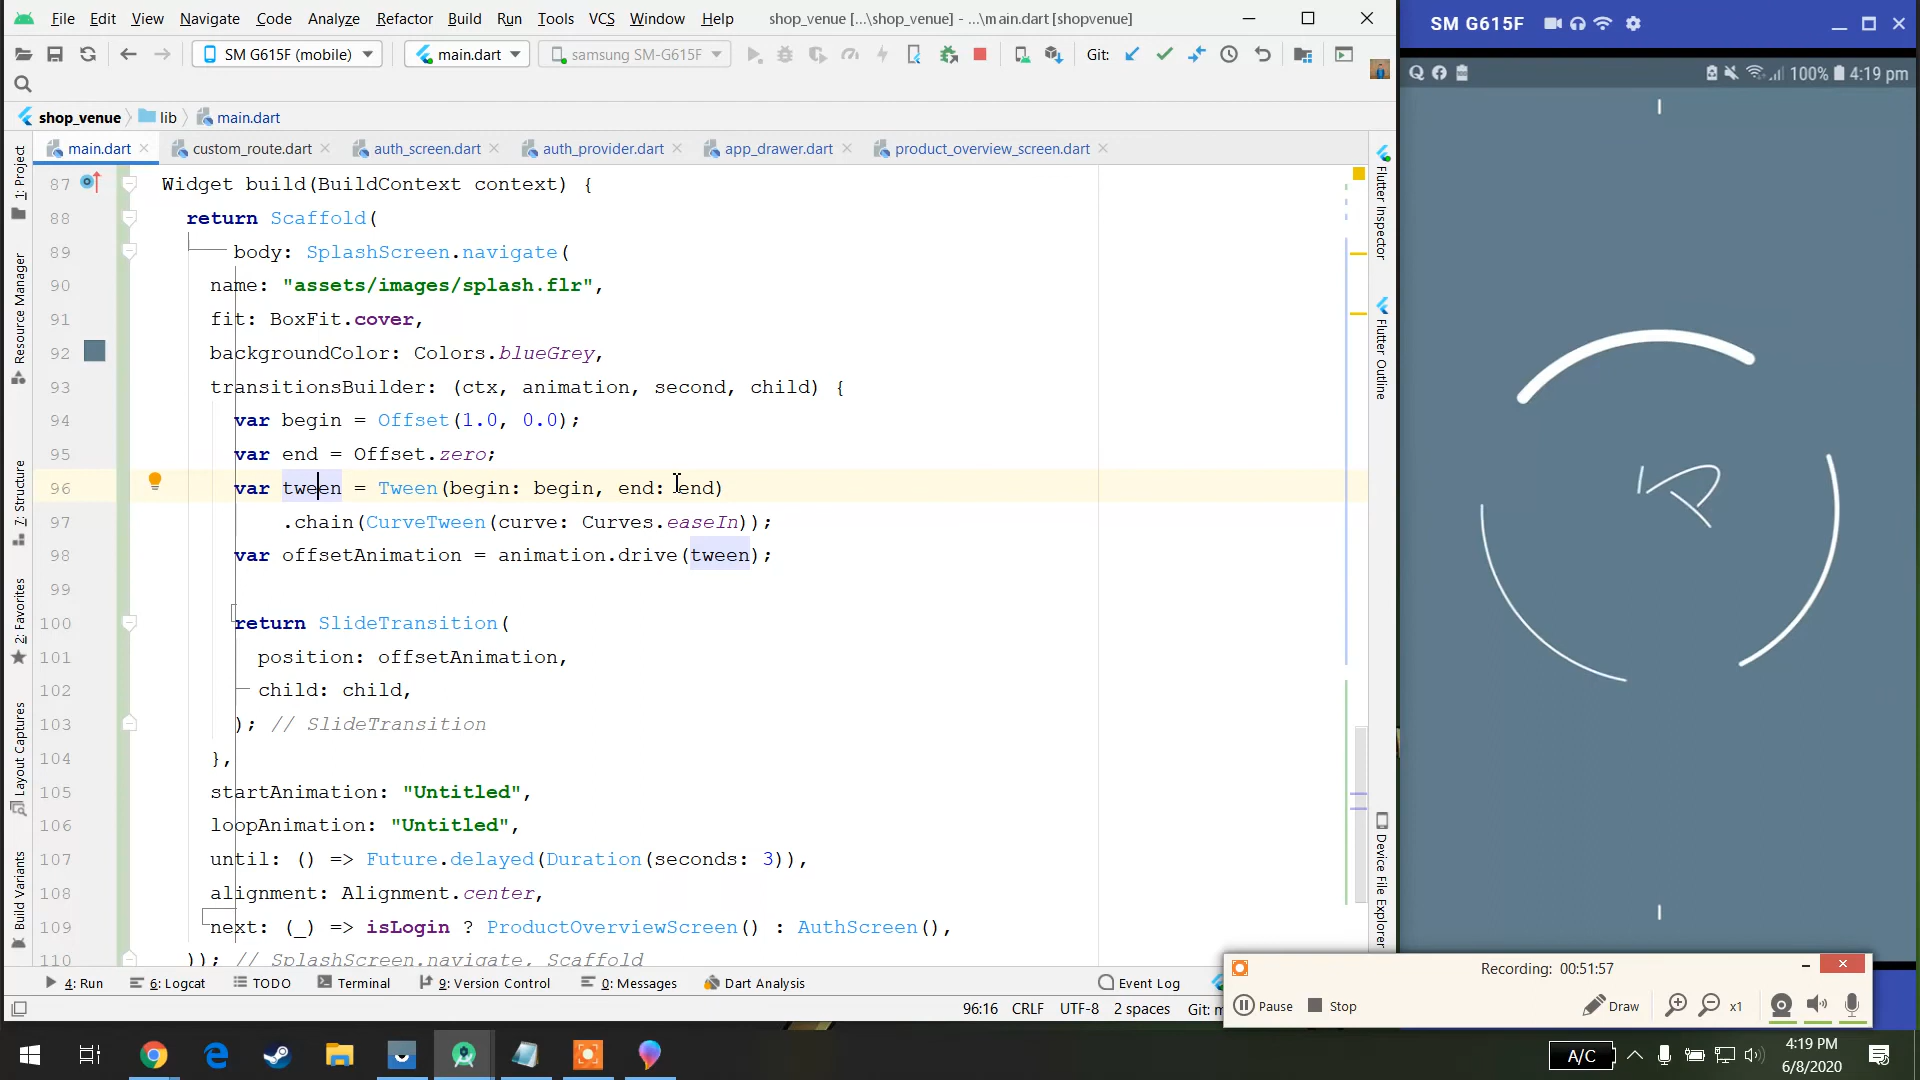 File Edit View Navigate Code Analyze Refactor Build Run Tools VCS Window Help shop_venue [...\shop_venue] - ...\main.dart [shopvenue]
SM G615F
SM G615F (mobile) main.dart samsung SM-G615F Git:
100% 4:19 pm
shop_venue lib main.dart
main.dart custom_route.dart auth_screen.dart auth_provider.dart app_drawer.dart product_overview_screen.dart
87 Widget build(BuildContext context) {
88 return Scaffold(
89 body: SplashScreen.navigate(
90 name: "assets/images/splash.flr",
91 fit: BoxFit.cover,
92 backgroundColor: Colors.blueGrey,
93 transitionsBuilder: (ctx, animation, second, child) {
94 var begin = Offset(1.0, 0.0);
95 var end = Offset.zero;
96 var tween = Tween(begin: begin, end: end)
97 .chain(CurveTween(curve: Curves.easeIn));
98 var offsetAnimation = animation.drive(tween);
99
100 return SlideTransition(
101 position: offsetAnimation,
102 child: child,
103 ); // SlideTransition
104 },
105 startAnimation: "Untitled",
106 loopAnimation: "Untitled",
107 until: () => Future.delayed(Duration(seconds: 3)),
108 alignment: Alignment.center,
109 next: (_) => isLogin ? ProductOverviewScreen() : AuthScreen(),
110 )); // SplashScreen.navigate, Scaffold
1: Project
Resource Manager
7: Structure
2: Favorites
Layout Captures
Build Variants
Flutter Inspector
Flutter Outline
Device File Explorer
4: Run 6: Logcat TODO Terminal 9: Version Control 0: Messages Dart Analysis Event Log
96:16 CRLF UTF-8 2 spaces Git: m
Recording: 00:51:57
Pause Stop Draw x1
A/C 4:19 PM
6/8/2020